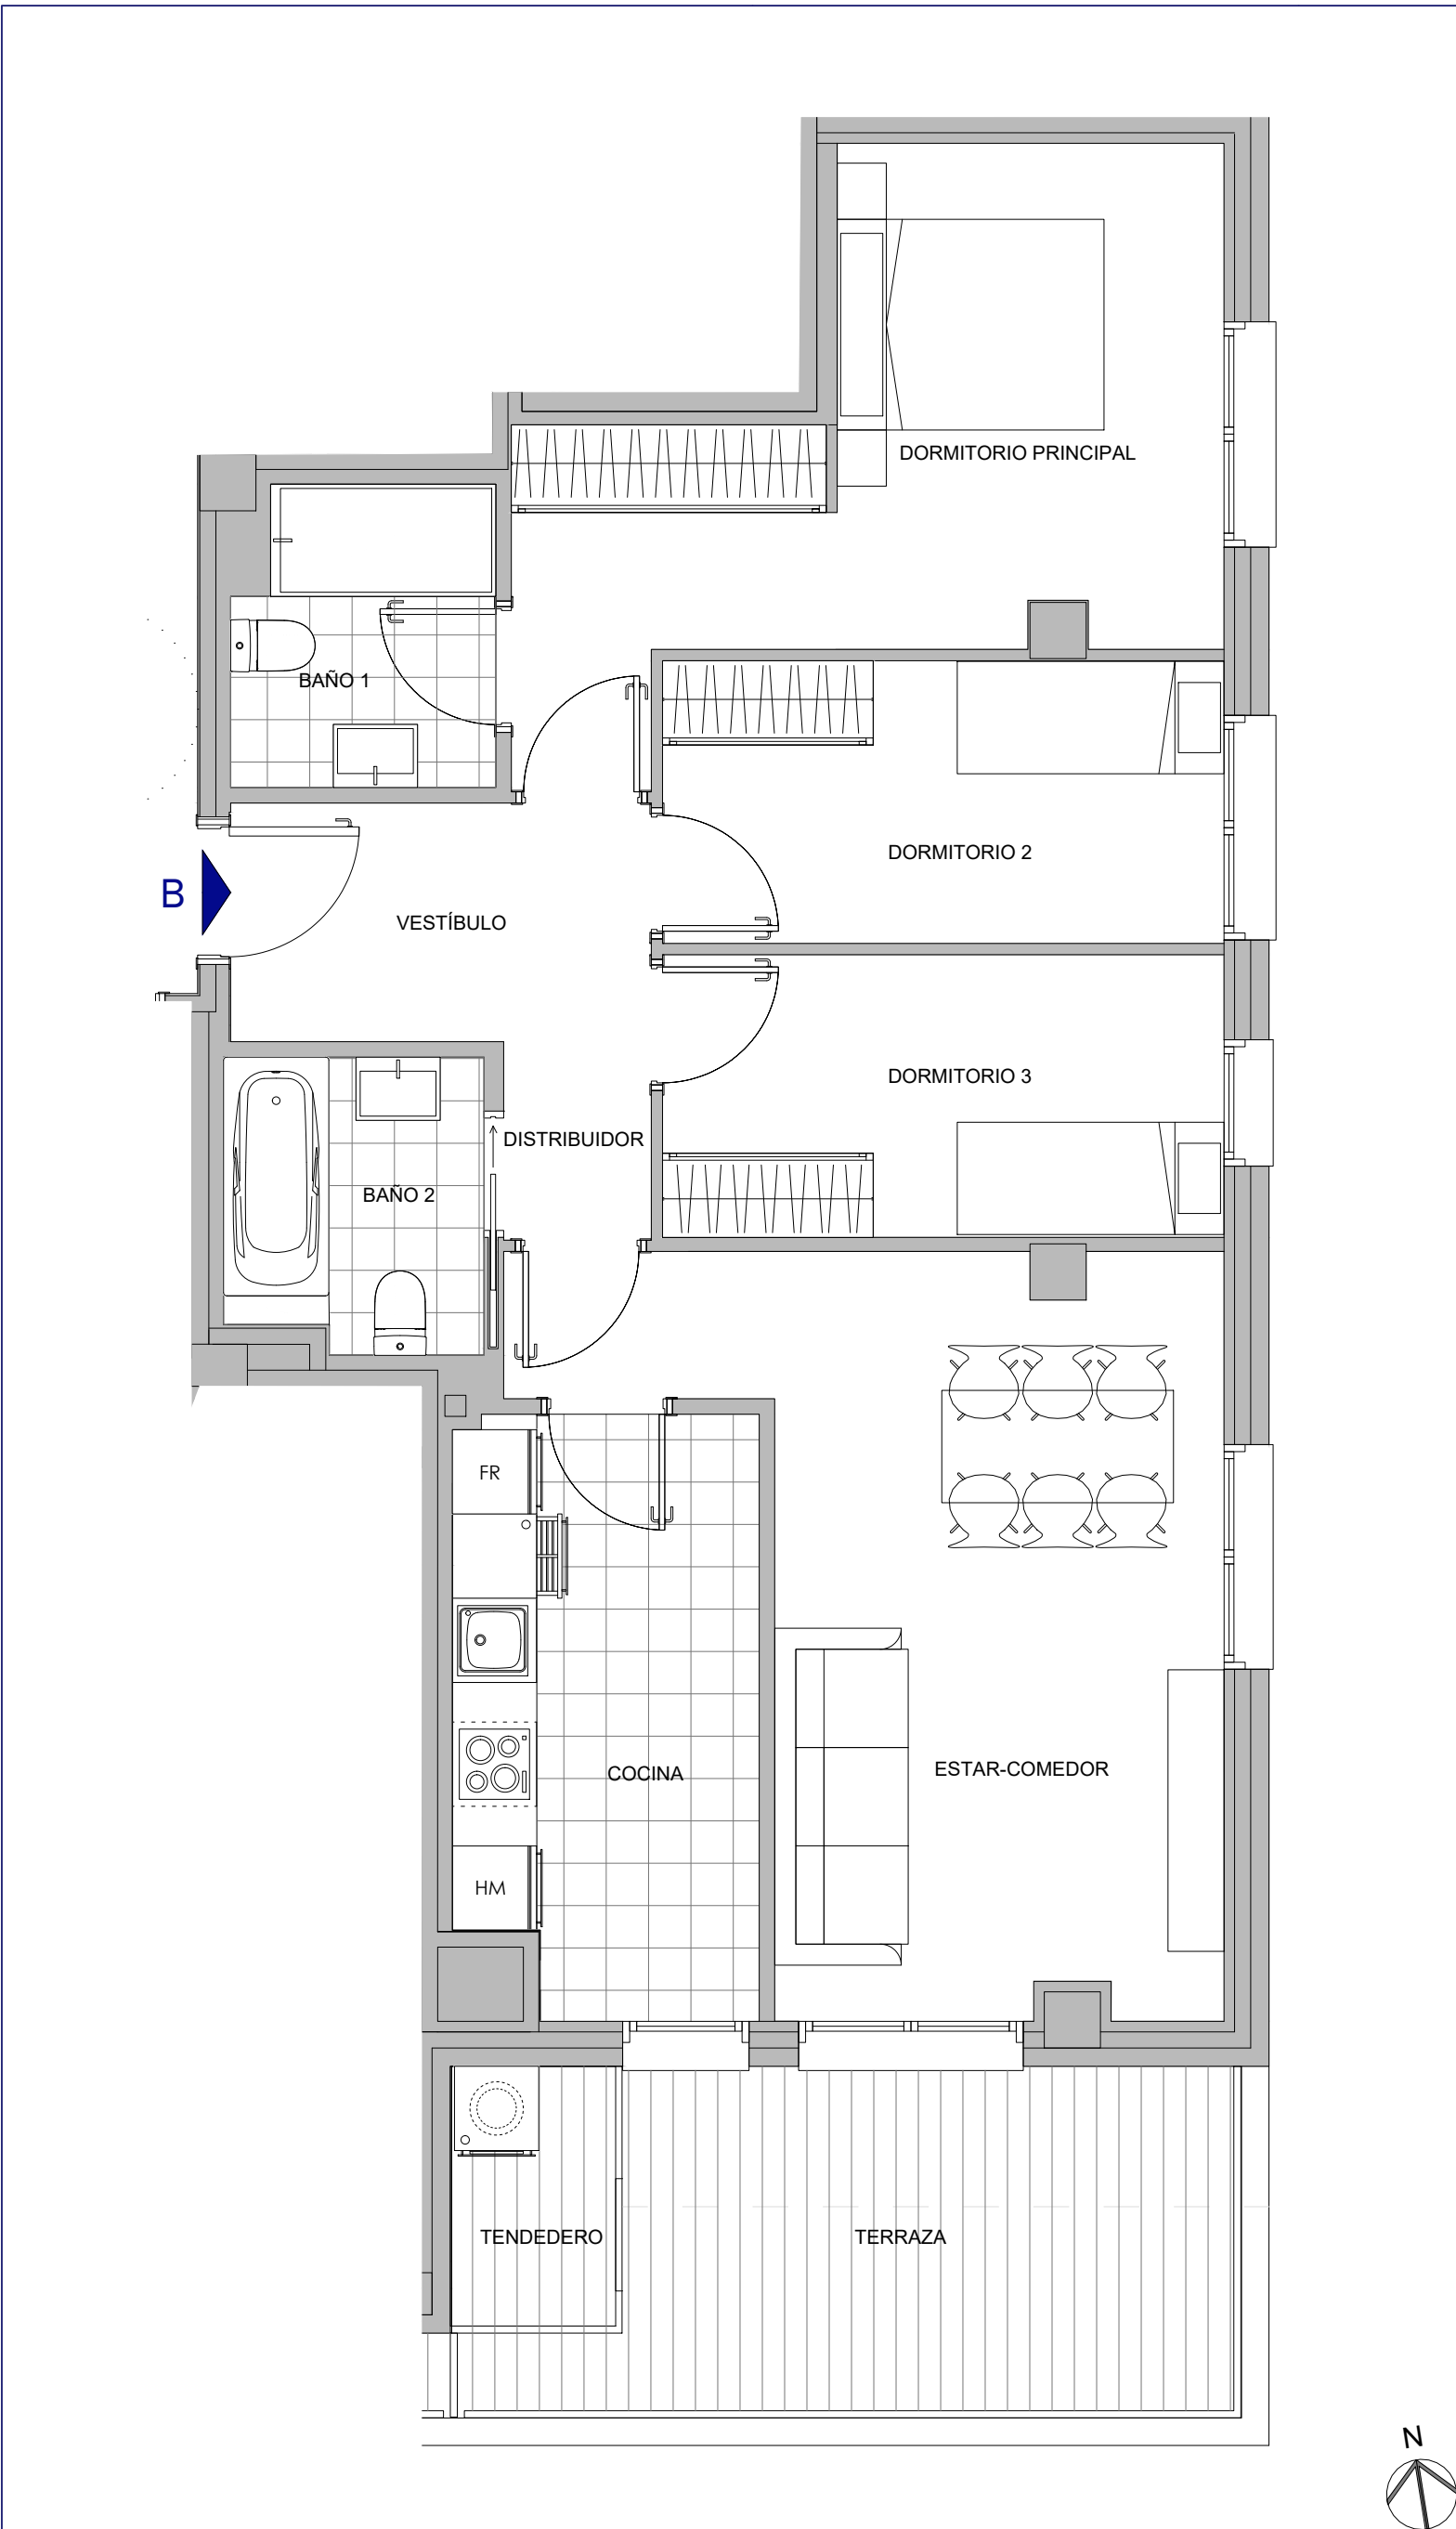 DORMITORIO PRINCIPAL
BAÑO 1
DORMITORIO 2
B
VESTÍBULO
DORMITORIO 3
DISTRIBUIDOR
BAÑO 2
FR
COCINA
ESTAR-COMEDOR
HM
TENDEDERO
TERRAZA
N